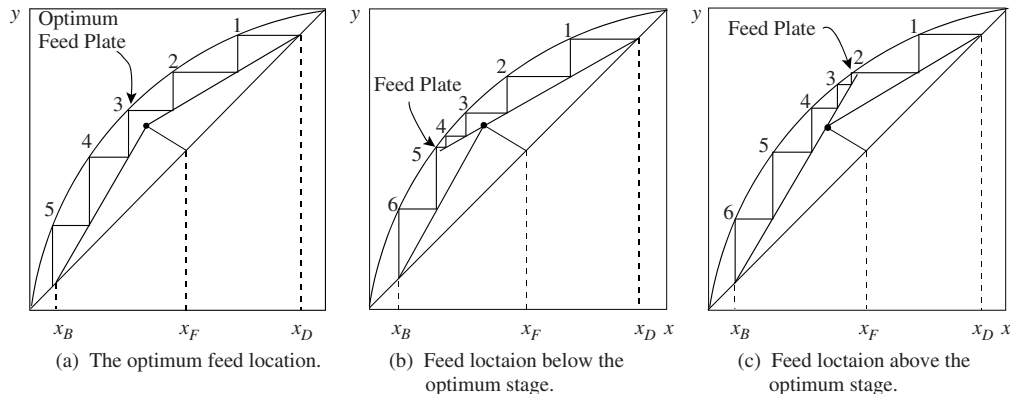 y
Optimum
Feed Plate
1
2
3
4
5
x_B
x_F
x_D
(a) The optimum feed location.
y
1
2
3
Feed Plate
4
5
6
x_B
x_F
x_D x
(b) Feed loctaion below the
optimum stage.
y
1
Feed Plate
2
3
4
5
6
x_B
x_F
x_D
x
(c) Feed loctaion above the
optimum stage.